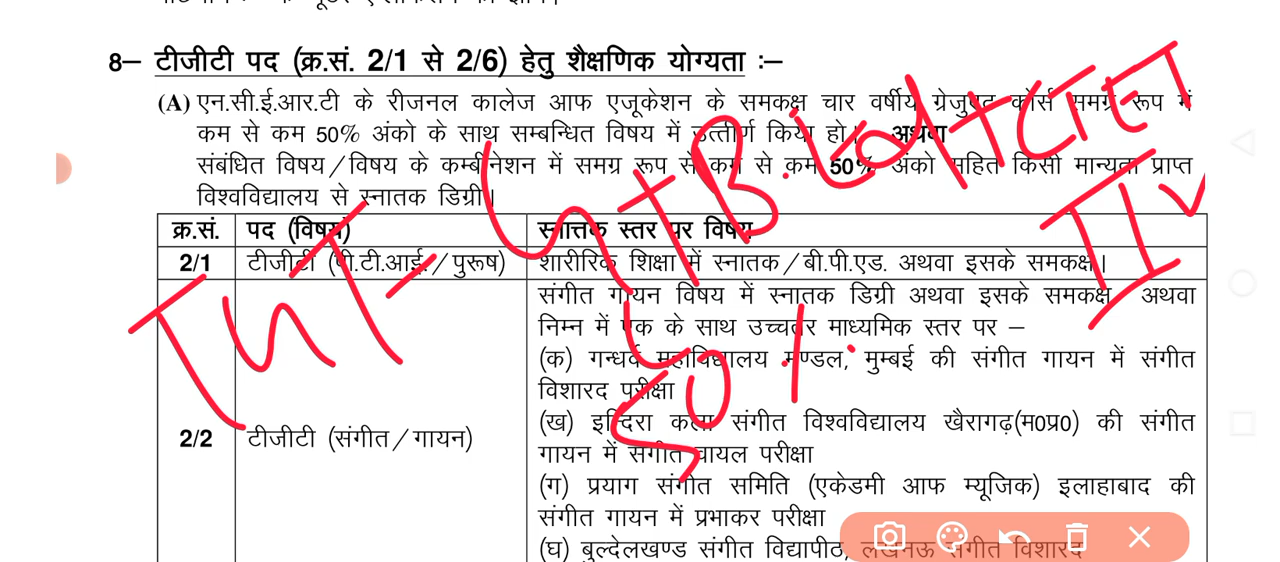 8– टीजीटी पद (क्र.सं. 2/1 से 2/6) हेतु शैक्षणिक योग्यता :–
(A) एन.सी.ई.आर.टी के रीजनल कालेज आफ एजूकेशन के समकक्ष चार वर्षीय ग्रेजुएट कोर्स समग्र रूप में
कम से कम 50% अंको के साथ सम्बन्धित विषय में उत्तीर्ण किया हो। अथवा
संबंधित विषय/विषय के कम्बीनेशन में समग्र रूप से कम से कम 50% अंको सहित किसी मान्यता प्राप्त
विश्वविद्यालय से स्नातक डिग्री।
क्र.सं. पद (विषय) स्नात्तक स्तर पर विषय
2/1 टीजीटी (पी.टी.आई./पुरूष) शारीरिक शिक्षा में स्नातक/बी.पी.एड. अथवा इसके समकक्ष।
संगीत गायन विषय में स्नातक डिग्री अथवा इसके समकक्ष अथवा
निम्न में एक के साथ उच्चतर माध्यमिक स्तर पर –
(क) गन्धर्व महाविद्यालय मण्डल, मुम्बई की संगीत गायन में संगीत
विशारद परीक्षा
2/2 टीजीटी (संगीत/गायन) (ख) इन्दिरा कला संगीत विश्वविद्यालय खैरागढ़(म0प्र0) की संगीत
गायन में संगीत परीक्षा
(ग) प्रयाग संगीत समिति (एकेडमी आफ म्यूजिक) इलाहाबाद की
संगीत गायन में प्रभाकर परीक्षा
(घ) बुल्देलखण्ड संगीत विद्यापीठ, लखनऊ संगीत विशारद
B.Ed + CTET
II
50%